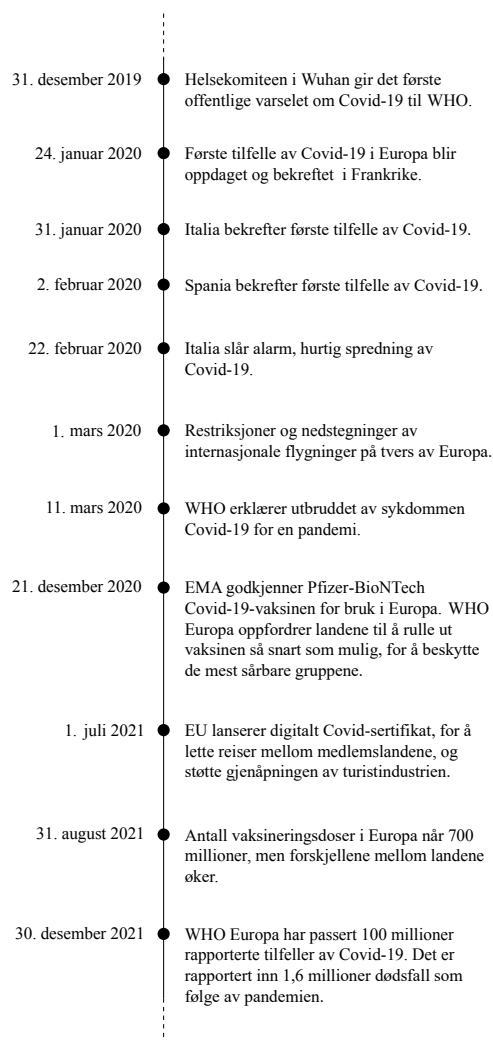 31. desember 2019
Helsekomiteen i Wuhan gir det første
offentlige varselet om Covid-19 til WHO.
24. januar 2020
Første tilfelle av Covid-19 i Europa blir
oppdaget og bekreftet i Frankrike.
31. januar 2020
Italia bekrefter første tilfelle av Covid-19.
2. februar 2020
Spania bekrefter første tilfelle av Covid-19.
22. februar 2020
Italia slår alarm, hurtig spredning av
Covid-19.
1. mars 2020
Restriksjoner og nedstegninger av
internasjonale flygninger på tvers av Europa.
11. mars 2020
WHO erklærer utbruddet av sykdommen
Covid-19 for en pandemi.
21. desember 2020
EMA godkjenner Pfizer-BioNTech
Covid-19-vaksinen for bruk i Europa. WHO
Europa oppfordrer landene til å rulle ut
vaksinen så snart som mulig, for å beskytte
de mest sårbare gruppene.
1. juli 2021
EU lanserer digitalt Covid-sertifikat, for å
lette reiser mellom medlemslandene, og
støtte gjenåpningen av turistindustrien.
31. august 2021
Antall vaksineringsdoser i Europa når 700
millioner, men forskjellene mellom landene
øker.
30. desember 2021
WHO Europa har passert 100 millioner
rapporterte tilfeller av Covid-19. Det er
rapportert inn 1,6 millioner dødsfall som
følge av pandemien.